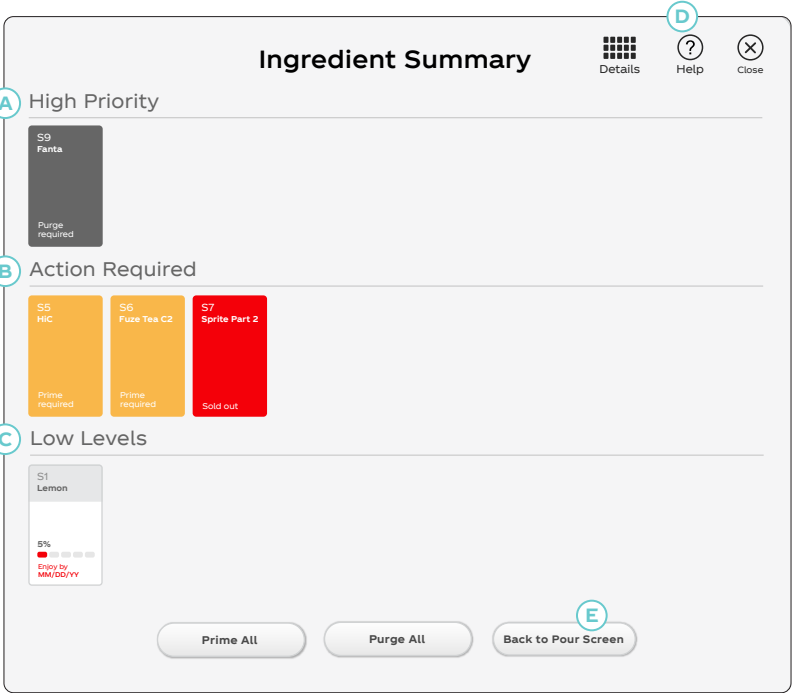 D
Ingredient Summary
Details
Help
Close
A
High Priority
S9
Fanta
Purge
required
B
Action Required
S5
HiC
Prime
required
S6
Fuze Tea C2
Prime
required
S7
Sprite Part 2
Sold out
C
Low Levels
S1
Lemon
5%
Enjoy by
MM/DD/YY
E
Prime All
Purge All
Back to Pour Screen